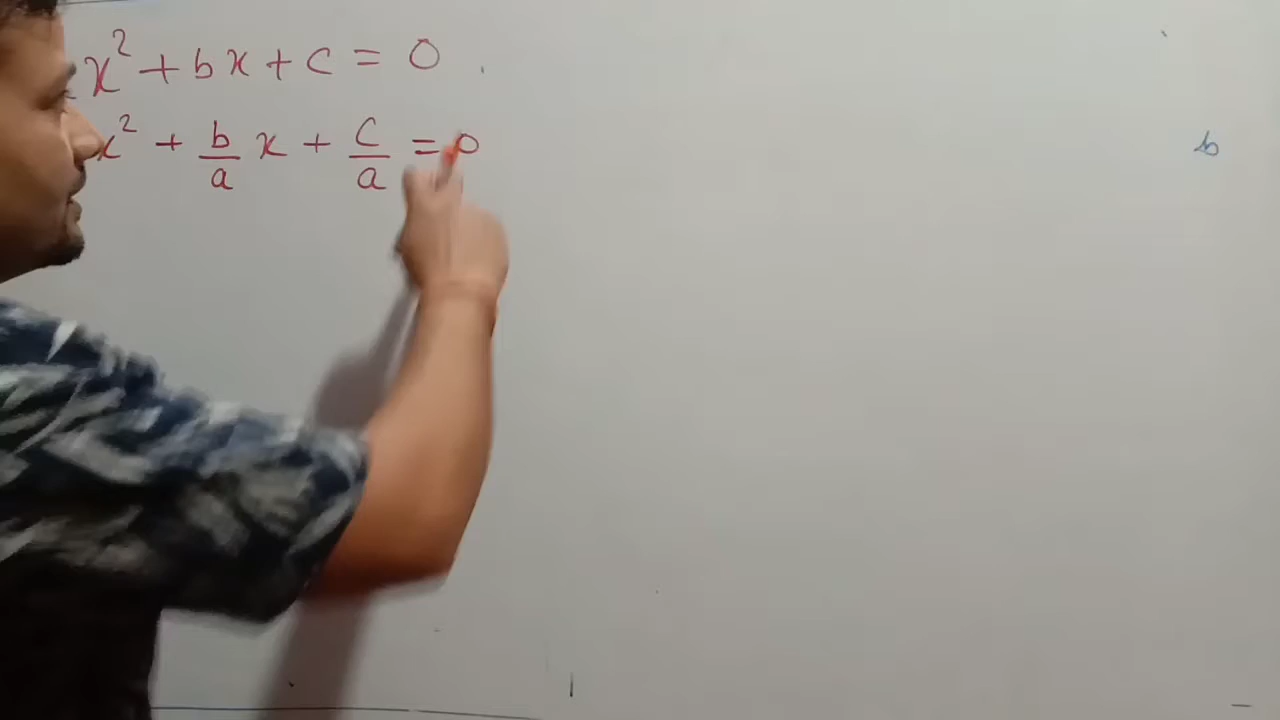 x² + bx + c = 0
x² + b/a x + c/a = 0
b